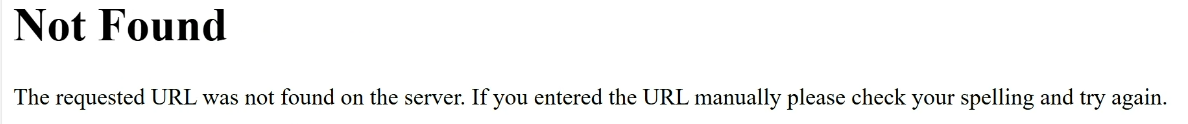 Not Found
The requested URL was not found on the server. If you entered the URL manually please check your spelling and try again.